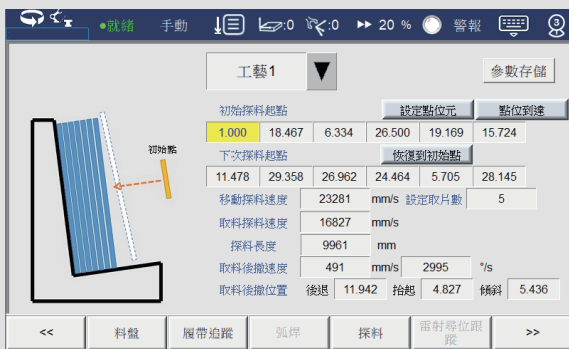 ●就緒 手動 :0 :0 20 % 警報 3
工藝1 參數存儲
初始探料起點 設定點位元 點位到達
1.000 18.467 6.334 26.500 19.169 15.724
初始點
下次探料起點 恢復到初始點
11.478 29.358 26.962 24.464 5.705 28.145
移動探料速度 23281 mm/s 設定取片數 5
取料探料速度 16827 mm/s
探料長度 9961 mm
取料後撤速度 491 mm/s 2995 °/s
取料後撤位置 後退 11.942 抬起 4.827 傾斜 5.436
<< 料盤 履帶追蹤 弧焊 探料 雷射尋位跟蹤 >>